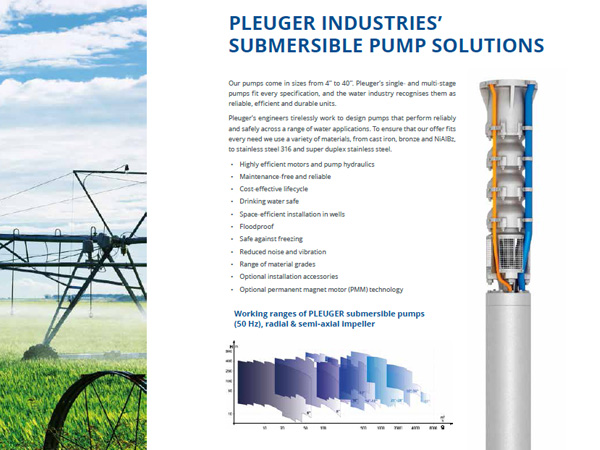 PLEUGER INDUSTRIES'
SUBMERSIBLE PUMP SOLUTIONS
Our pumps come in sizes from 4" to 40". Pleuger's single- and multi-stage
pumps fit every specification, and the water industry recognises them as
reliable, efficient and durable units.
Pleuger's engineers tirelessly work to design pumps that perform reliably
and safely across a range of water applications. To ensure that our offer fits
every need we use a variety of materials, from cast iron, bronze and NiAlBz,
to stainless steel 316 and super duplex stainless steel.
• Highly efficient motors and pump hydraulics
• Maintenance-free and reliable
• Cost-effective lifecycle
• Drinking water safe
• Space-efficient installation in wells
• Floodproof
• Safe against freezing
• Reduced noise and vibration
• Range of material grades
• Optional installation accessories
• Optional permanent magnet motor (PMM) technology
Working ranges of PLEUGER submersible pumps
(50 Hz), radial & semi-axial impeller
H
Q